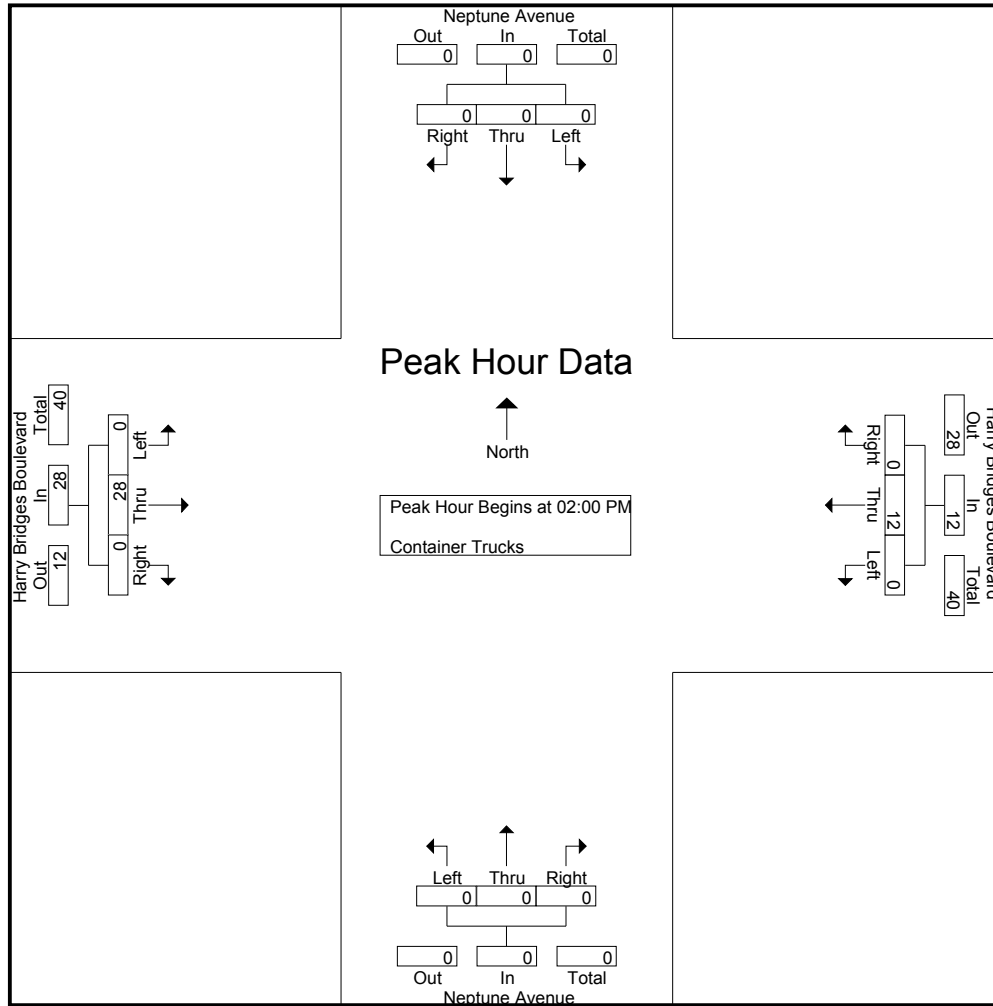 Neptune Avenue
Out In Total
0 0 0
0 0 0
Right Thru Left
Peak Hour Data
North
Peak Hour Begins at 02:00 PM
Container Trucks
Harry Bridges Boulevard
Out In Total
12 28 40
0 28 0
Right Thru Left
Harry Bridges Boulevard
Out In Total
28 12 40
0 12 0
Right Thru Left
Left Thru Right
0 0 0
0 0 0
Out In Total
Neptune Avenue